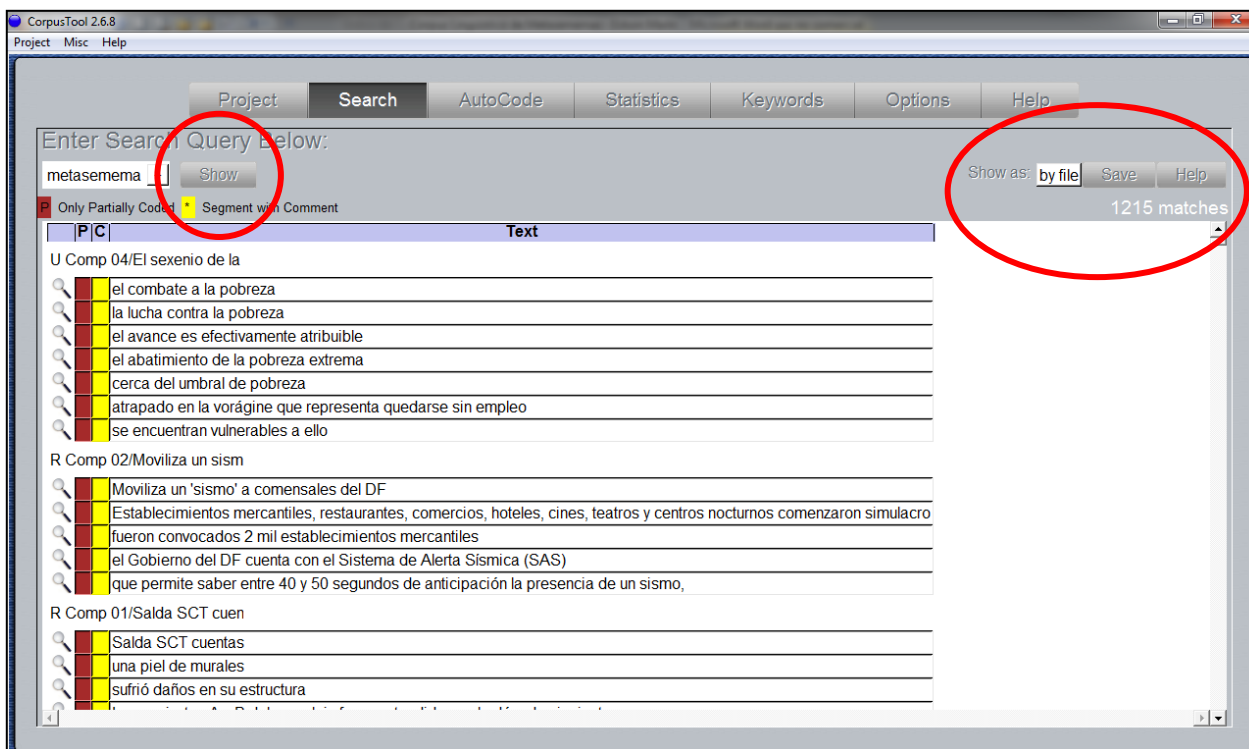 CorpusTool 2.6.8
Project Misc Help
Project Search AutoCode Statistics Keywords Options Help
Enter Search Query Below:
metasemema Show Show as: by file Save Help
P Only Partially Coded * Segment with Comment 1215 matches
P C Text
U Comp 04/El sexenio de la
el combate a la pobreza
la lucha contra la pobreza
el avance es efectivamente atribuible
el abatimiento de la pobreza extrema
cerca del umbral de pobreza
atrapado en la vorágine que representa quedarse sin empleo
se encuentran vulnerables a ello
R Comp 02/Moviliza un sism
Moviliza un 'sismo' a comensales del DF
Establecimientos mercantiles, restaurantes, comercios, hoteles, cines, teatros y centros nocturnos comenzaron simulacro
fueron convocados 2 mil establecimientos mercantiles
el Gobierno del DF cuenta con el Sistema de Alerta Sísmica (SAS)
que permite saber entre 40 y 50 segundos de anticipación la presencia de un sismo,
R Comp 01/Salda SCT cuen
Salda SCT cuentas
una piel de murales
sufrió daños en su estructura